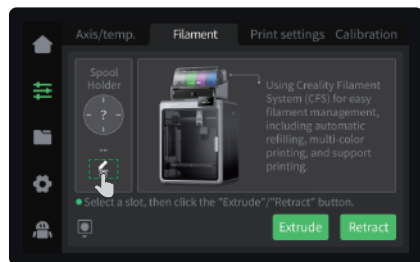 Axis/temp. Filament Print settings Calibration
Spool
Holder
?
--
Using Creality Filament
System (CFS) for easy
filament management,
including automatic
refilling, multi-color
printing, and support
printing.
Select a slot, then click the "Extrude"/"Retract" button.
Extrude Retract